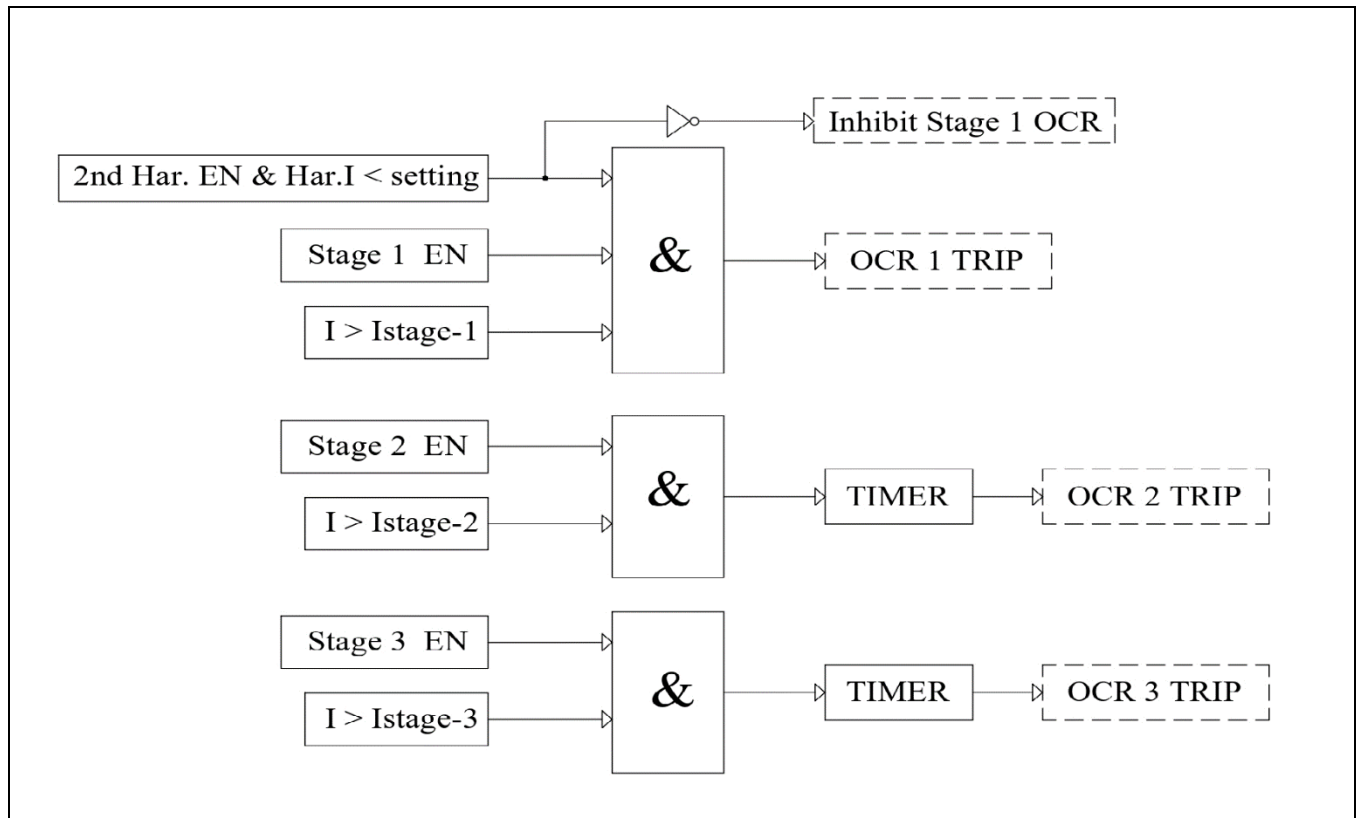 Inhibit Stage 1 OCR
2nd Har. EN & Har.I < setting
Stage 1 EN
&
OCR 1 TRIP
I > Istage-1
Stage 2 EN
&
TIMER
OCR 2 TRIP
I > Istage-2
Stage 3 EN
&
TIMER
OCR 3 TRIP
I > Istage-3